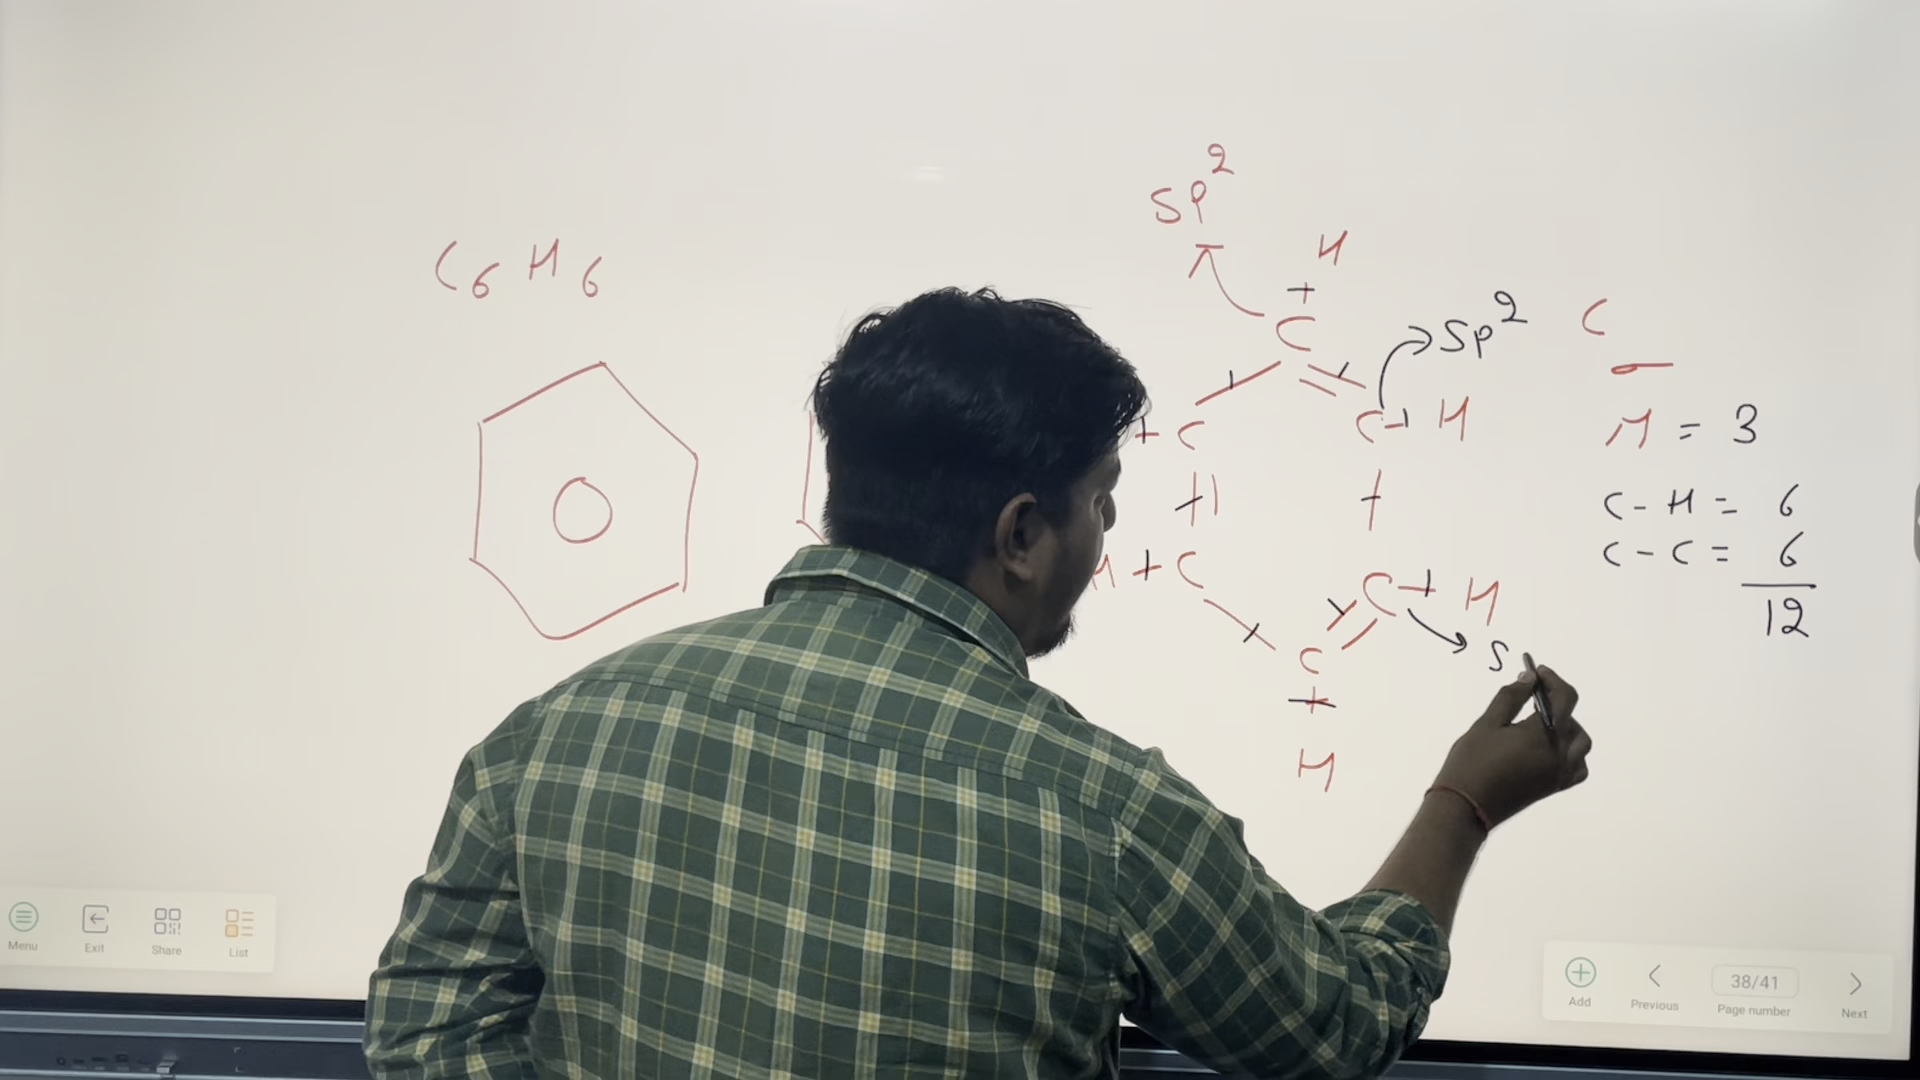 C6H6
Sp²
H
C
Sp²
C
+ C
C H
M = 3
C - H = 6
C - C = 6
12
H + C
C H
S
C
H
Menu
Exit
Share
List
Add
Previous
38/41
Page number
Next